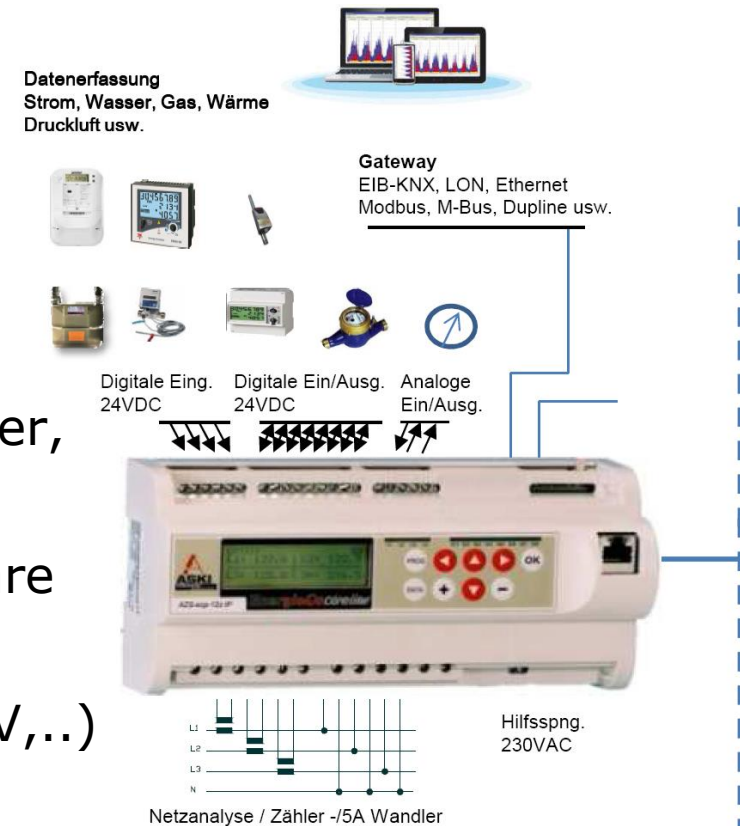 Datenerfassung
Strom, Wasser, Gas, Wärme
Druckluft usw.
Gateway
EIB-KNX, LON, Ethernet
Modbus, M-Bus, Dupline usw.
Digitale Eing.
24VDC
Digitale Ein/Ausg.
24VDC
Analoge
Ein/Ausg.
er,
re
V,..)
ASKI
PROG
OK
DATA
+
-
L1
L2
L3
N
Hilfsspng.
230VAC
Netzanalyse / Zähler -/5A Wandler